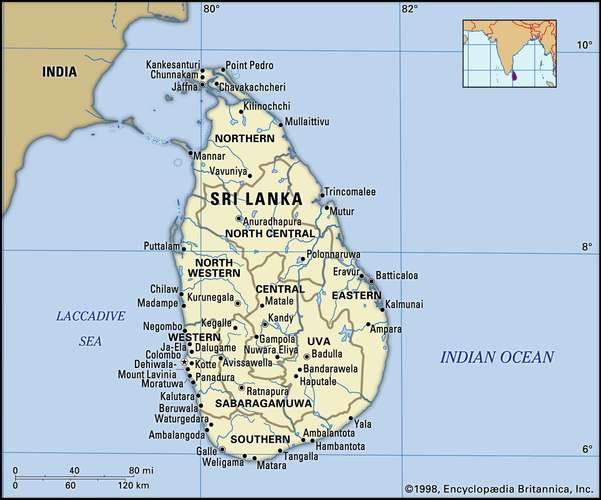 80°
82°
10°
INDIA
Kankesanturi
Point Pedro
Chunnakam
Jaffna
Chavakachcheri
Kilinochchi
Mullaittivu
NORTHERN
Mannar
Vavuniya
Trincomalee
SRI LANKA
Mutur
Anuradhapura
NORTH CENTRAL
Puttalam
8°
Polonnaruwa
NORTH
WESTERN
Eravur
Batticaloa
CENTRAL
EASTERN
Chilaw
Madampe
Kurunegala
Matale
Kalmunai
LACCADIVE
SEA
Negombo
Kegalle
Kandy
Ampara
WESTERN
Gampola
UVA
Ja-Ela
Dalugame
Nuwara Eliya
Badulla
INDIAN OCEAN
Colombo
Avissawella
Dehiwala-
Mount Lavinia
Kotte
Bandarawela
Moratuwa
Panadura
Haputale
Kalutara
Ratnapura
Beruwala
SABARAGAMUWA
Waturgedara
Yala
Ambalangoda
SOUTHERN
Ambalantota
Hambantota
Galle
Tangalla
6°
Weligama
Matara
0 40 80 mi
0 60 120 km
©1998, Encyclopædia Britannica, Inc.